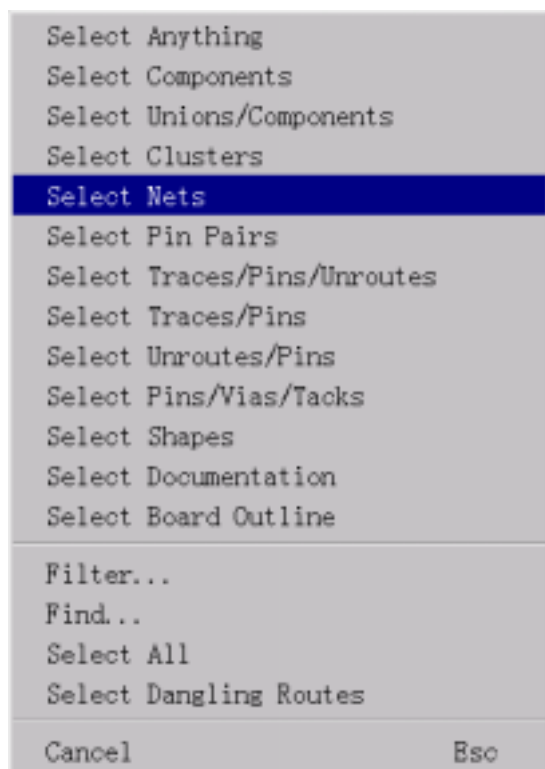 Select Anything
Select Components
Select Unions/Components
Select Clusters
Select Nets
Select Pin Pairs
Select Traces/Pins/Unroutes
Select Traces/Pins
Select Unroutes/Pins
Select Pins/Vias/Tacks
Select Shapes
Select Documentation
Select Board Outline
Filter...
Find...
Select All
Select Dangling Routes
Cancel Esc